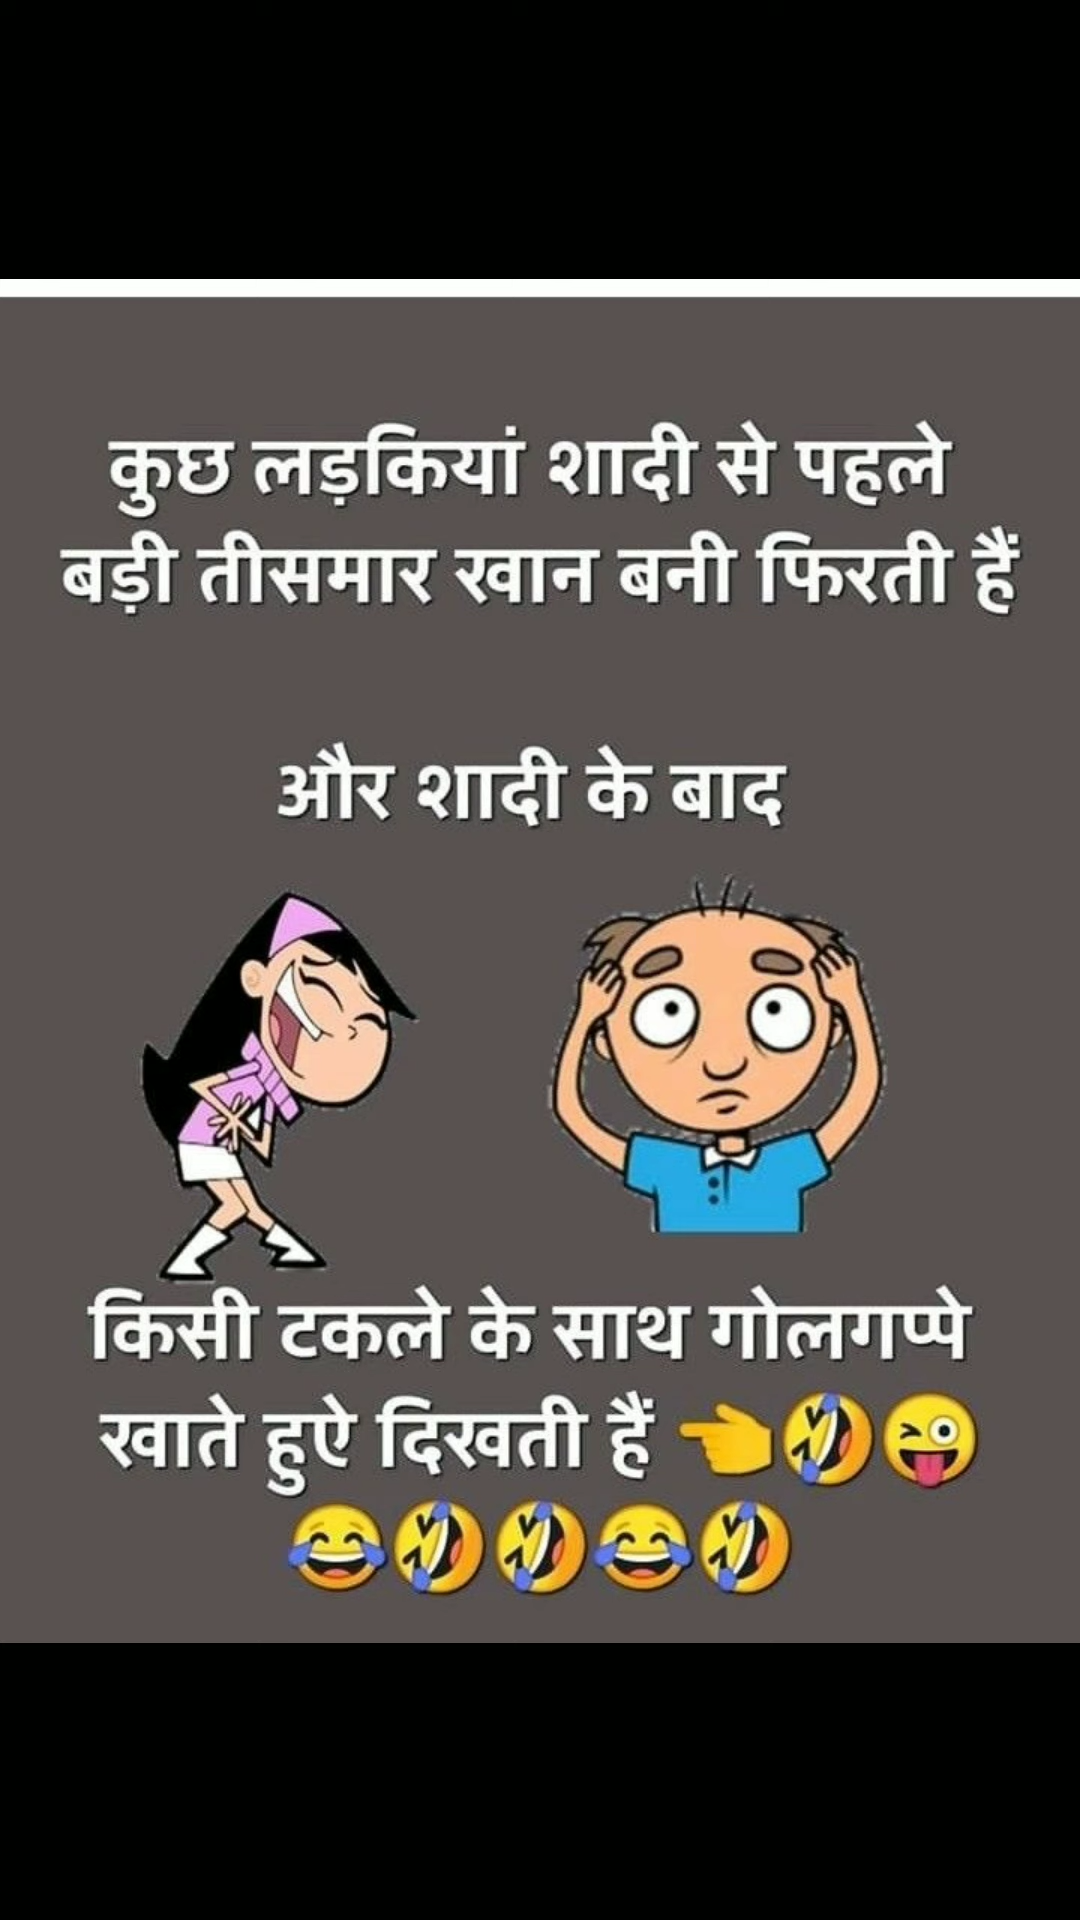 कुछ लड़कियां शादी से पहले
बड़ी तीसमार खान बनी फिरती हैं
और शादी के बाद
किसी टकले के साथ गोलगप्पे
खाते हुऐ दिखती हैं 👈🤣😜
😂🤣🤣😂🤣